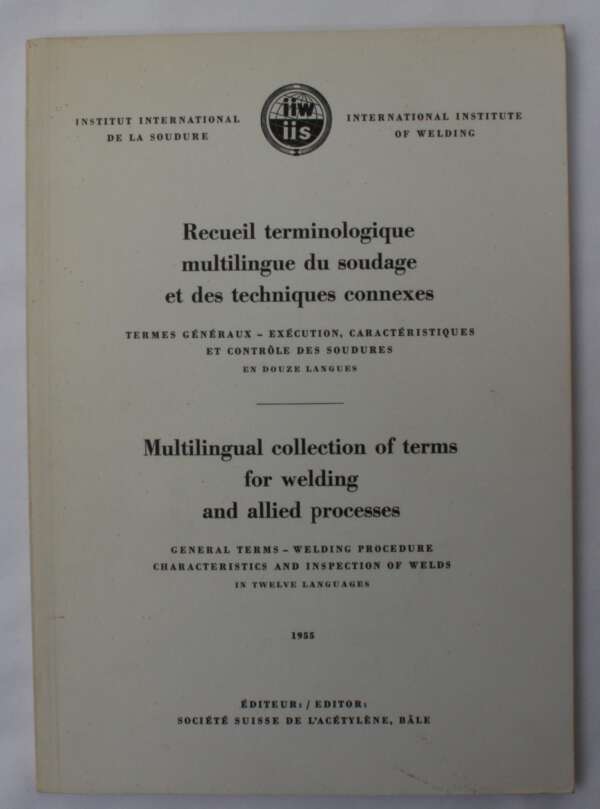 INSTITUT INTERNATIONAL
DE LA SOUDURE
iiw
iis
INTERNATIONAL INSTITUTE
OF WELDING
Recueil terminologique
multilingue du soudage
et des techniques connexes
TERMES GÉNÉRAUX – EXÉCUTION, CARACTÉRISTIQUES
ET CONTRÔLE DES SOUDURES
EN DOUZE LANGUES
Multilingual collection of terms
for welding
and allied processes
GENERAL TERMS – WELDING PROCEDURE
CHARACTERISTICS AND INSPECTION OF WELDS
IN TWELVE LANGUAGES
1955
ÉDITEUR: / EDITOR:
SOCIÉTÉ SUISSE DE L'ACÉTYLÈNE, BÂLE